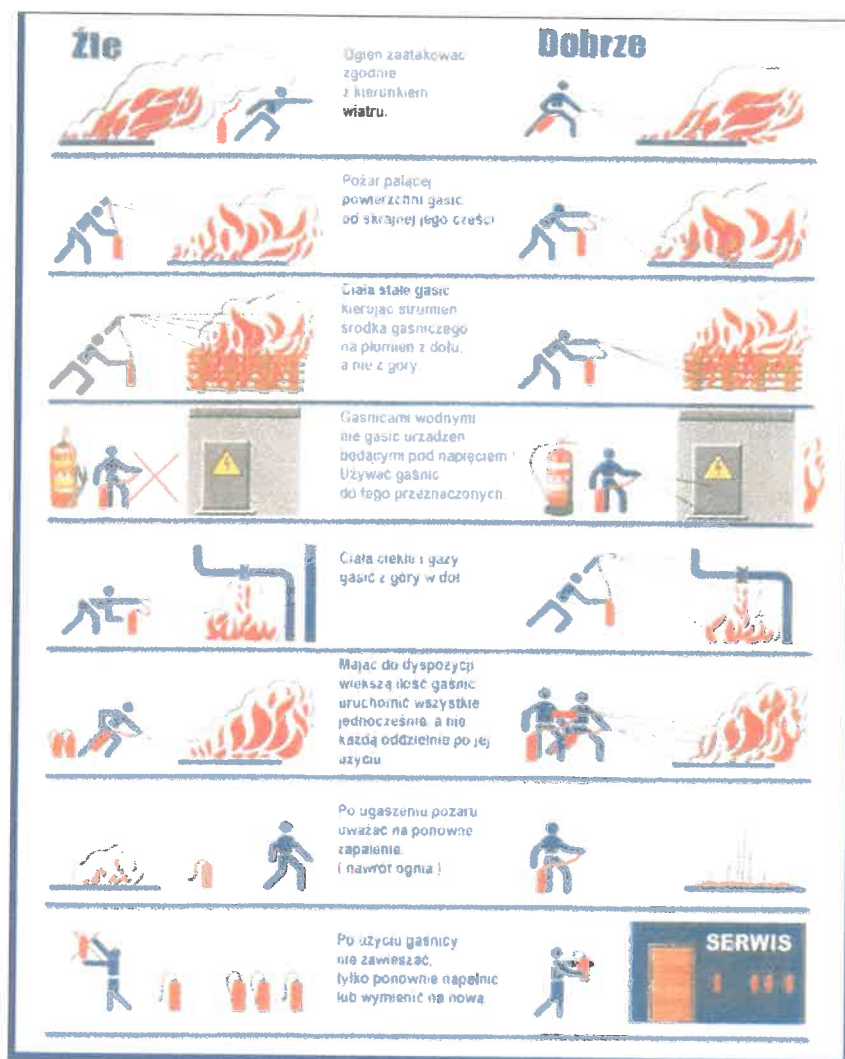 Źle
Dobrze
Ogień zaatakować
zgodnie
z kierunkiem
wiatru.
Pożar palącej
powierzchni gasić
od skrajnej jego części
Ciała stałe gasić
kierując strumień
środka gaśniczego
na płomień z dołu,
a nie z góry.
Gaśnicami wodnymi
nie gasić urządzeń
będącymi pod napięciem !
Używać gaśnic
do tego przeznaczonych.
Ciała ciekłe i gazy
gasić z góry w dół
Mając do dyspozycji
większą ilość gaśnic
uruchomić wszystkie
jednocześnie, a nie
każdą oddzielnie po jej
użyciu
Po ugaszeniu pożaru
uważać na ponowne
zapalenie.
( nawrót ognia )
Po użyciu gaśnicy
nie zawieszać,
tylko ponownie napełnić
lub wymienić na nową
SERWIS